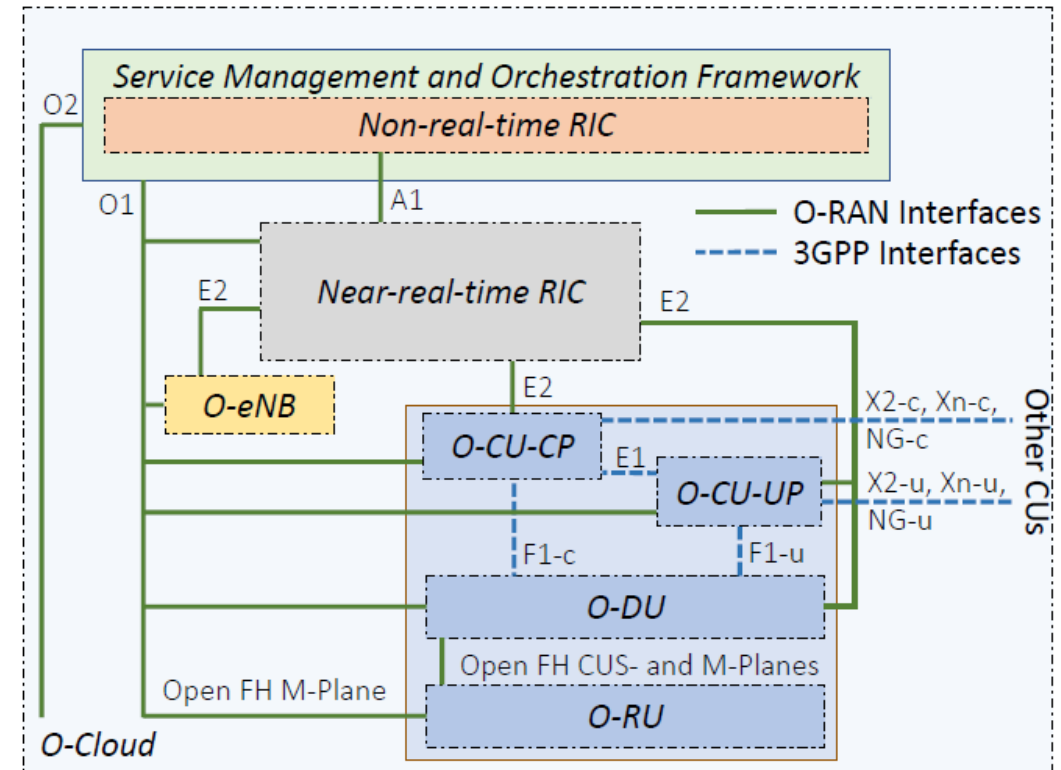 Service Management and Orchestration Framework
O2
Non-real-time RIC
O1
A1
O-RAN Interfaces
3GPP Interfaces
Near-real-time RIC
E2
E2
E2
O-eNB
O-CU-CP
X2-c, Xn-c,
NG-c
E1
O-CU-UP
X2-u, Xn-u,
NG-u
Other CUs
F1-c
F1-u
O-DU
Open FH CUS- and M-Planes
Open FH M-Plane
O-RU
O-Cloud